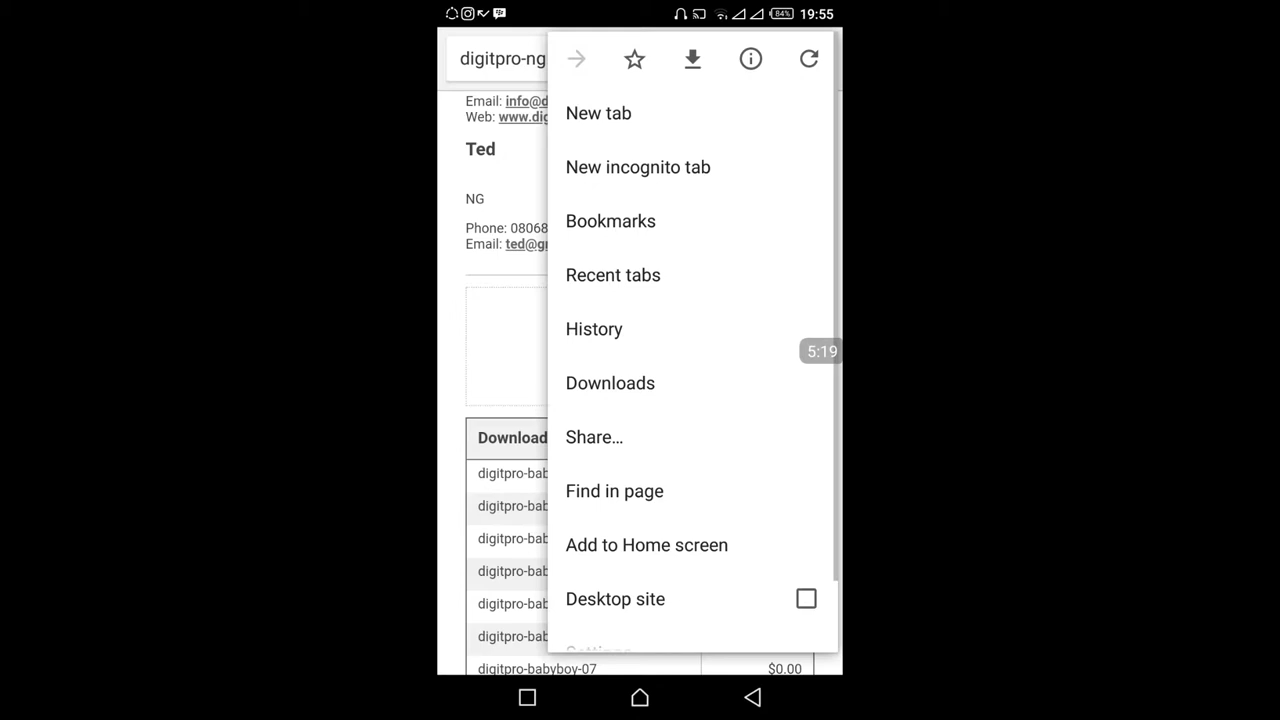 84%
19:55
digitpro-ng
Email: info@d
Web: www.dig
Ted
NG
Phone: 08068
Email: ted@gr
Download
digitpro-bab
digitpro-bab
digitpro-bab
digitpro-bab
digitpro-bab
digitpro-bab
digitpro-babyboy-07 $0.00
New tab
New incognito tab
Bookmarks
Recent tabs
History
Downloads
Share...
Find in page
Add to Home screen
Desktop site
Settings
5:19